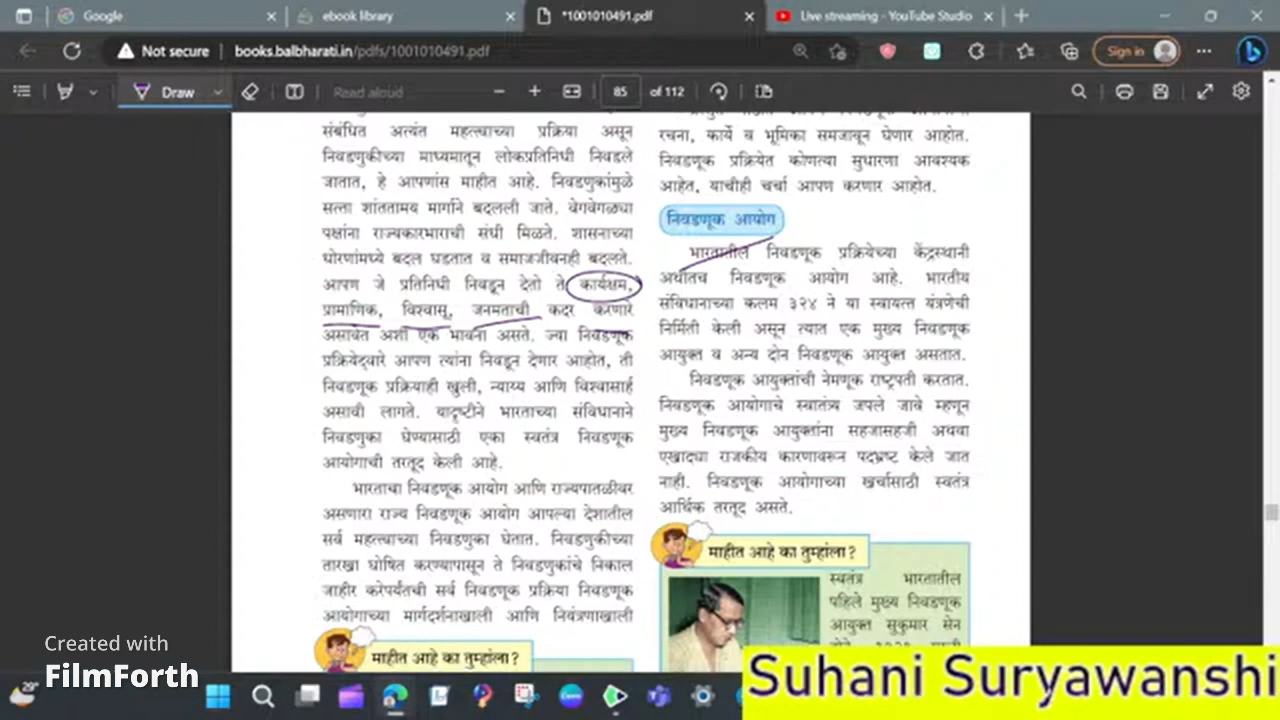 Google
ebook library
*1001010491.pdf
Live streaming - YouTube Studio
Not secure
books.balbharati.in/pdfs/1001010491.pdf
Sign in
Draw
Read aloud
85
of 112
संबंधित अत्यंत महत्त्वाच्या प्रक्रिया असून
निवडणुकीच्या माध्यमातून लोकप्रतिनिधी निवडले
जातात, हे आपणांस माहीत आहे. निवडणुकांमुळे
सत्ता शांततामय मार्गाने बदलली जाते. वेगवेगळ्या
पक्षांना राज्यकारभाराची संधी मिळते. शासनाच्या
धोरणांमध्ये बदल घडतात व समाजजीवनही बदलते.
आपण जे प्रतिनिधी निवडून देतो ते कार्यक्षम,
प्रामाणिक, विश्वासू, जनमताची कदर करणारे
असावेत अशी एक भावना असते. ज्या निवडणूक
प्रक्रियेद्वारे आपण त्यांना निवडून देणार आहोत, ती
निवडणूक प्रक्रियाही खुली, न्याय्य आणि विश्वासार्ह
असावी लागते. यादृष्टीने भारताच्या संविधानाने
निवडणुका घेण्यासाठी एका स्वतंत्र निवडणूक
आयोगाची तरतूद केली आहे.
भारताचा निवडणूक आयोग आणि राज्यपातळीवर
असणारा राज्य निवडणूक आयोग आपल्या देशातील
सर्व महत्त्वाच्या निवडणुका घेतात. निवडणुकीच्या
तारखा घोषित करण्यापासून ते निवडणुकांचे निकाल
जाहीर करेपर्यंतची सर्व निवडणूक प्रक्रिया निवडणूक
आयोगाच्या मार्गदर्शनाखाली आणि नियंत्रणाखाली
माहीत आहे का तुम्हांला?
रचना, कार्ये व भूमिका समजावून घेणार आहोत.
निवडणूक प्रक्रियेत कोणत्या सुधारणा आवश्यक
आहेत, याचीही चर्चा आपण करणार आहोत.
निवडणूक आयोग
भारतातील निवडणूक प्रक्रियेच्या केंद्रस्थानी
अर्थातच निवडणूक आयोग आहे. भारतीय
संविधानाच्या कलम ३२४ ने या स्वायत्त यंत्रणेची
निर्मिती केली असून त्यात एक मुख्य निवडणूक
आयुक्त व अन्य दोन निवडणूक आयुक्त असतात.
निवडणूक आयुक्तांची नेमणूक राष्ट्रपती करतात.
निवडणूक आयोगाचे स्वातंत्र्य जपले जावे म्हणून
मुख्य निवडणूक आयुक्तांना सहजासहजी अथवा
एखाद्या राजकीय कारणावरून पदभ्रष्ट केले जात
नाही. निवडणूक आयोगाच्या खर्चासाठी स्वतंत्र
आर्थिक तरतूद असते.
माहीत आहे का तुम्हांला?
स्वतंत्र भारतातील
पहिले मुख्य निवडणूक
आयुक्त सुकुमार सेन
Created with
FilmForth
Suhani Suryawanshi
29°